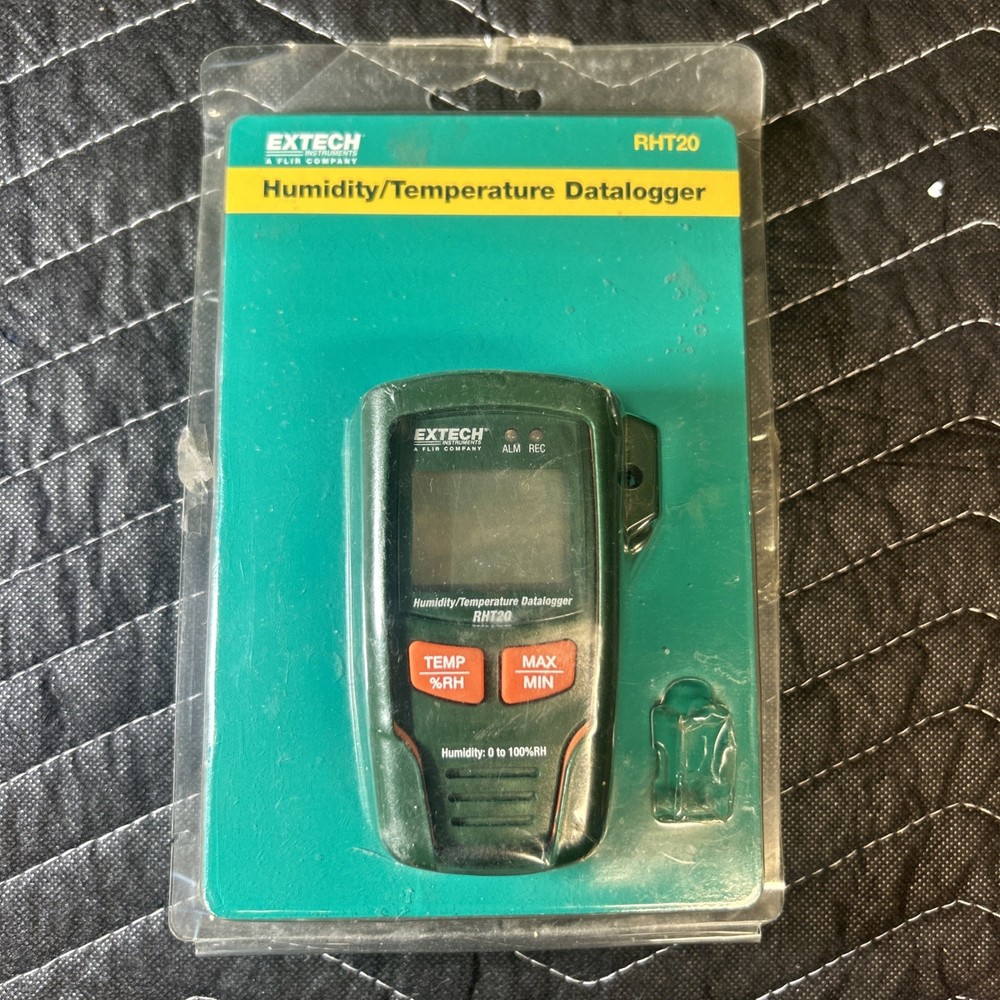 EXTECH
INSTRUMENTS
A FLIR COMPANY
RHT20
Humidity/Temperature Datalogger
EXTECH
INSTRUMENTS
A FLIR COMPANY
ALM REC
Humidity/Temperature Datalogger
RHT20
TEMP
%RH
MAX
MIN
Humidity: 0 to 100%RH